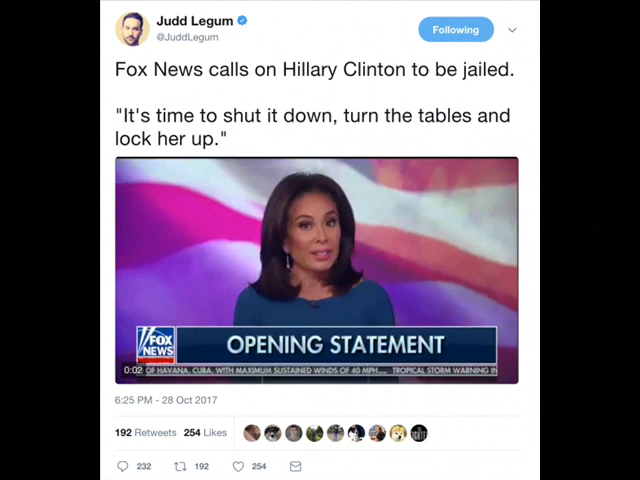 Judd Legum
@JuddLegum
Following
Fox News calls on Hillary Clinton to be jailed.
"It's time to shut it down, turn the tables and
lock her up."
FOX
NEWS
OPENING STATEMENT
0:02 OF HAVANA, CUBA, WITH MAXIMUM SUSTAINED WINDS OF 40 MPH.... TROPICAL STORM WARNING IN
6:25 PM - 28 Oct 2017
192 Retweets 254 Likes
232 192 254